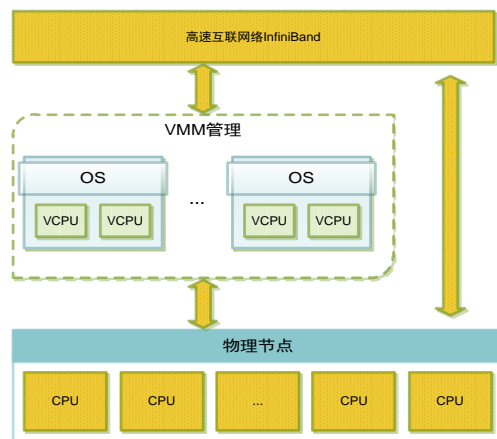 高速互联网络InfiniBand
VMM管理
OS ... OS
VCPU VCPU VCPU VCPU
物理节点
CPU CPU ... CPU CPU